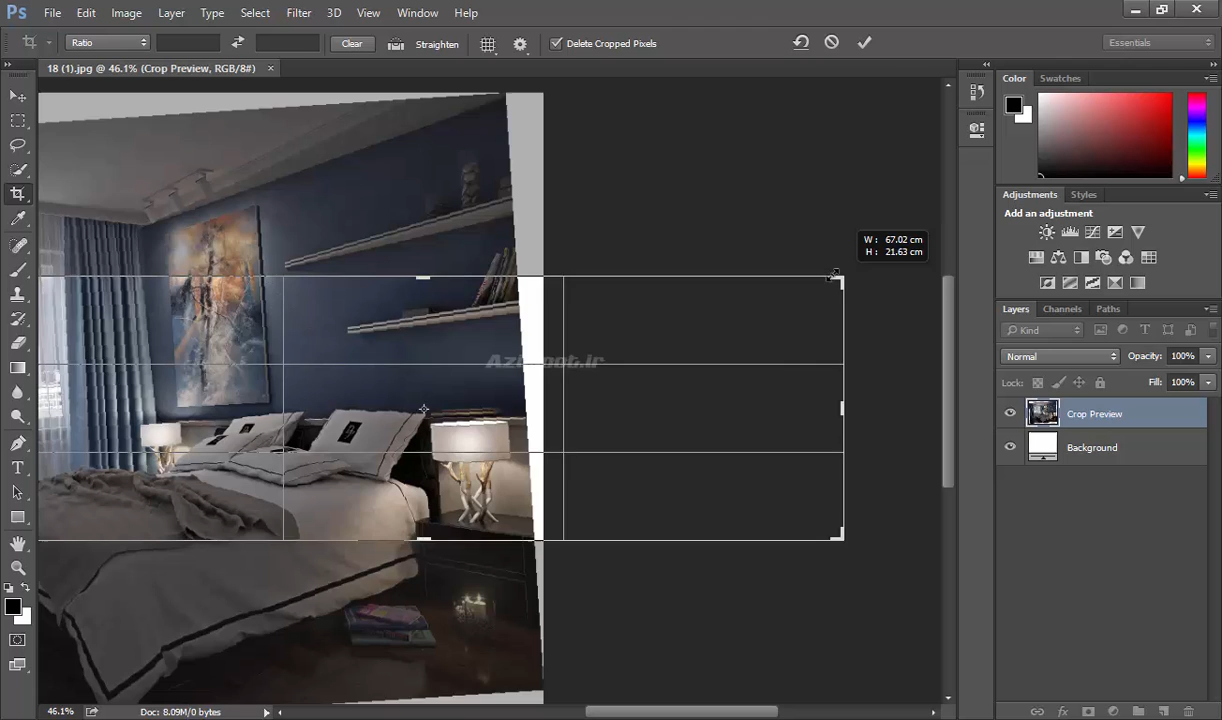 Ps File Edit Image Layer Type Select Filter 3D View Window Help
Ratio Clear Straighten Delete Cropped Pixels Essentials
18 (1).jpg @ 46.1% (Crop Preview, RGB/8#) ×
Color Swatches
Adjustments Styles
Add an adjustment
W: 67.02 cm
H: 21.63 cm
Layers Channels Paths
Kind
Normal Opacity: 100%
Lock: Fill: 100%
Crop Preview
Background
46.1% Doc: 8.09M/0 bytes